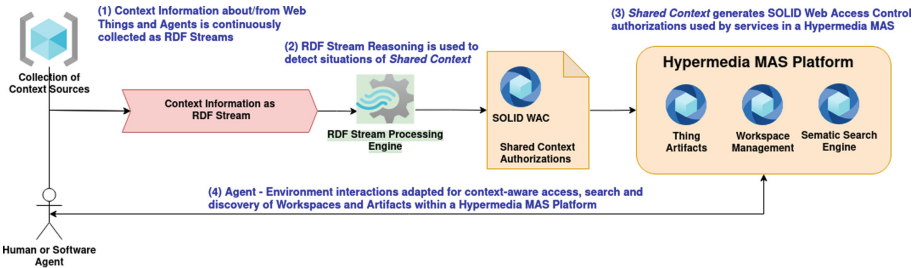 (1) Context Information about/from Web
Things and Agents is continuously
collected as RDF Streams
(2) RDF Stream Reasoning is used to
detect situations of Shared Context
(3) Shared Context generates SOLID Web Access Control
authorizations used by services in a Hypermedia MAS
Collection of
Context Sources
Context Information as
RDF Stream
RDF Stream Processing
Engine
SOLID WAC
Shared Context
Authorizations
Hypermedia MAS Platform
Thing
Artifacts
Workspace
Management
Sematic Search
Engine
(4) Agent - Environment interactions adapted for context-aware access, search and
discovery of Workspaces and Artifacts within a Hypermedia MAS Platform
Human or Software
Agent